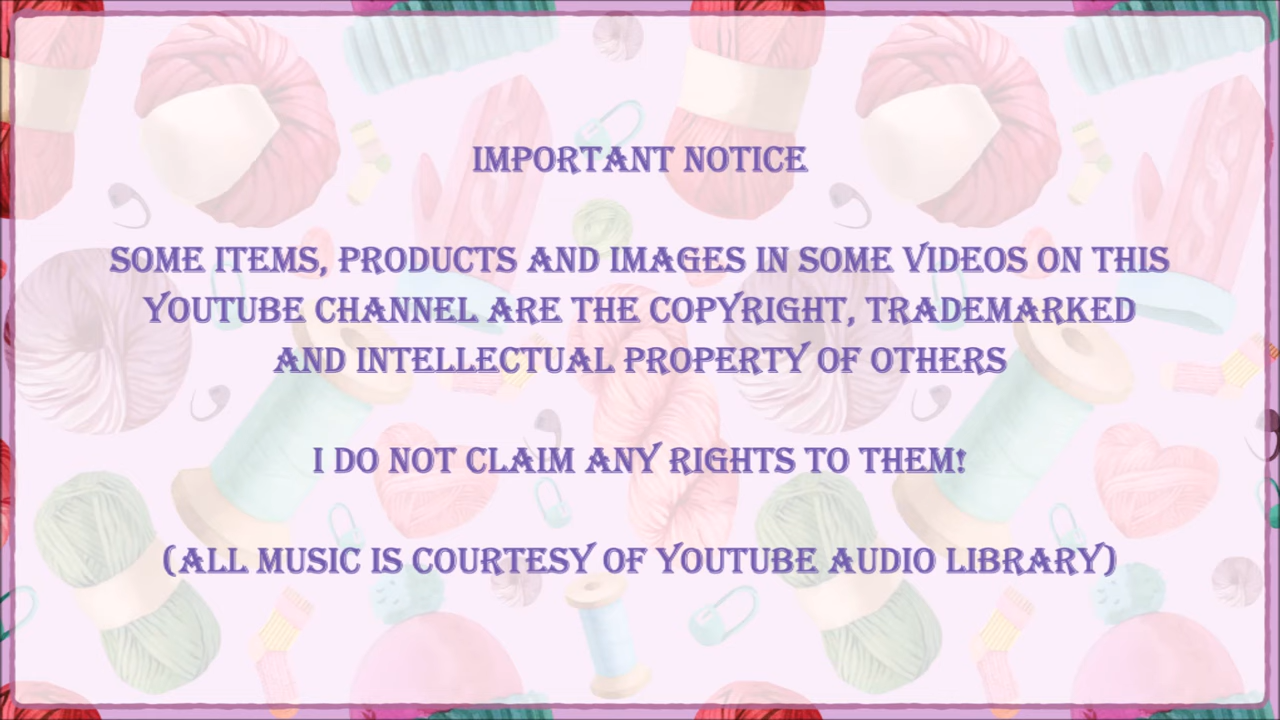 IMPORTANT NOTICE
SOME ITEMS, PRODUCTS AND IMAGES IN SOME VIDEOS ON THIS
YOUTUBE CHANNEL ARE THE COPYRIGHT, TRADEMARKED
AND INTELLECTUAL PROPERTY OF OTHERS
I DO NOT CLAIM ANY RIGHTS TO THEM!
(ALL MUSIC IS COURTESY OF YOUTUBE AUDIO LIBRARY)